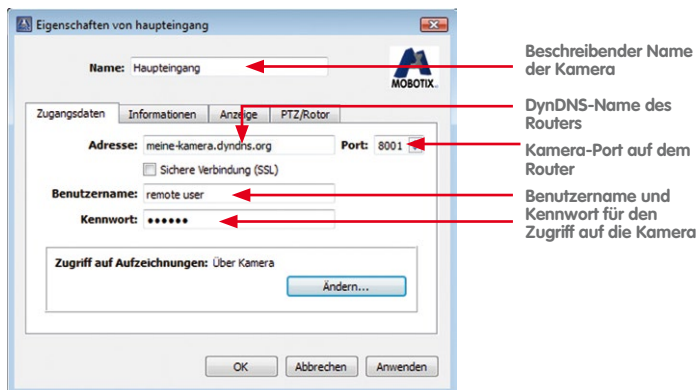 Eigenschaften von haupteingang
Name: Haupteingang
MOBOTIX
Zugangsdaten Informationen Anzeige PTZ/Rotor
Adresse: meine-kamera.dyndns.org Port: 8001
Sichere Verbindung (SSL)
Benutzername: remote user
Kennwort: ••••••
Zugriff auf Aufzeichnungen: Über Kamera
Ändern...
OK Abbrechen Anwenden
Beschreibender Name
der Kamera
DynDNS-Name des
Routers
Kamera-Port auf dem
Router
Benutzername und
Kennwort für den
Zugriff auf die Kamera